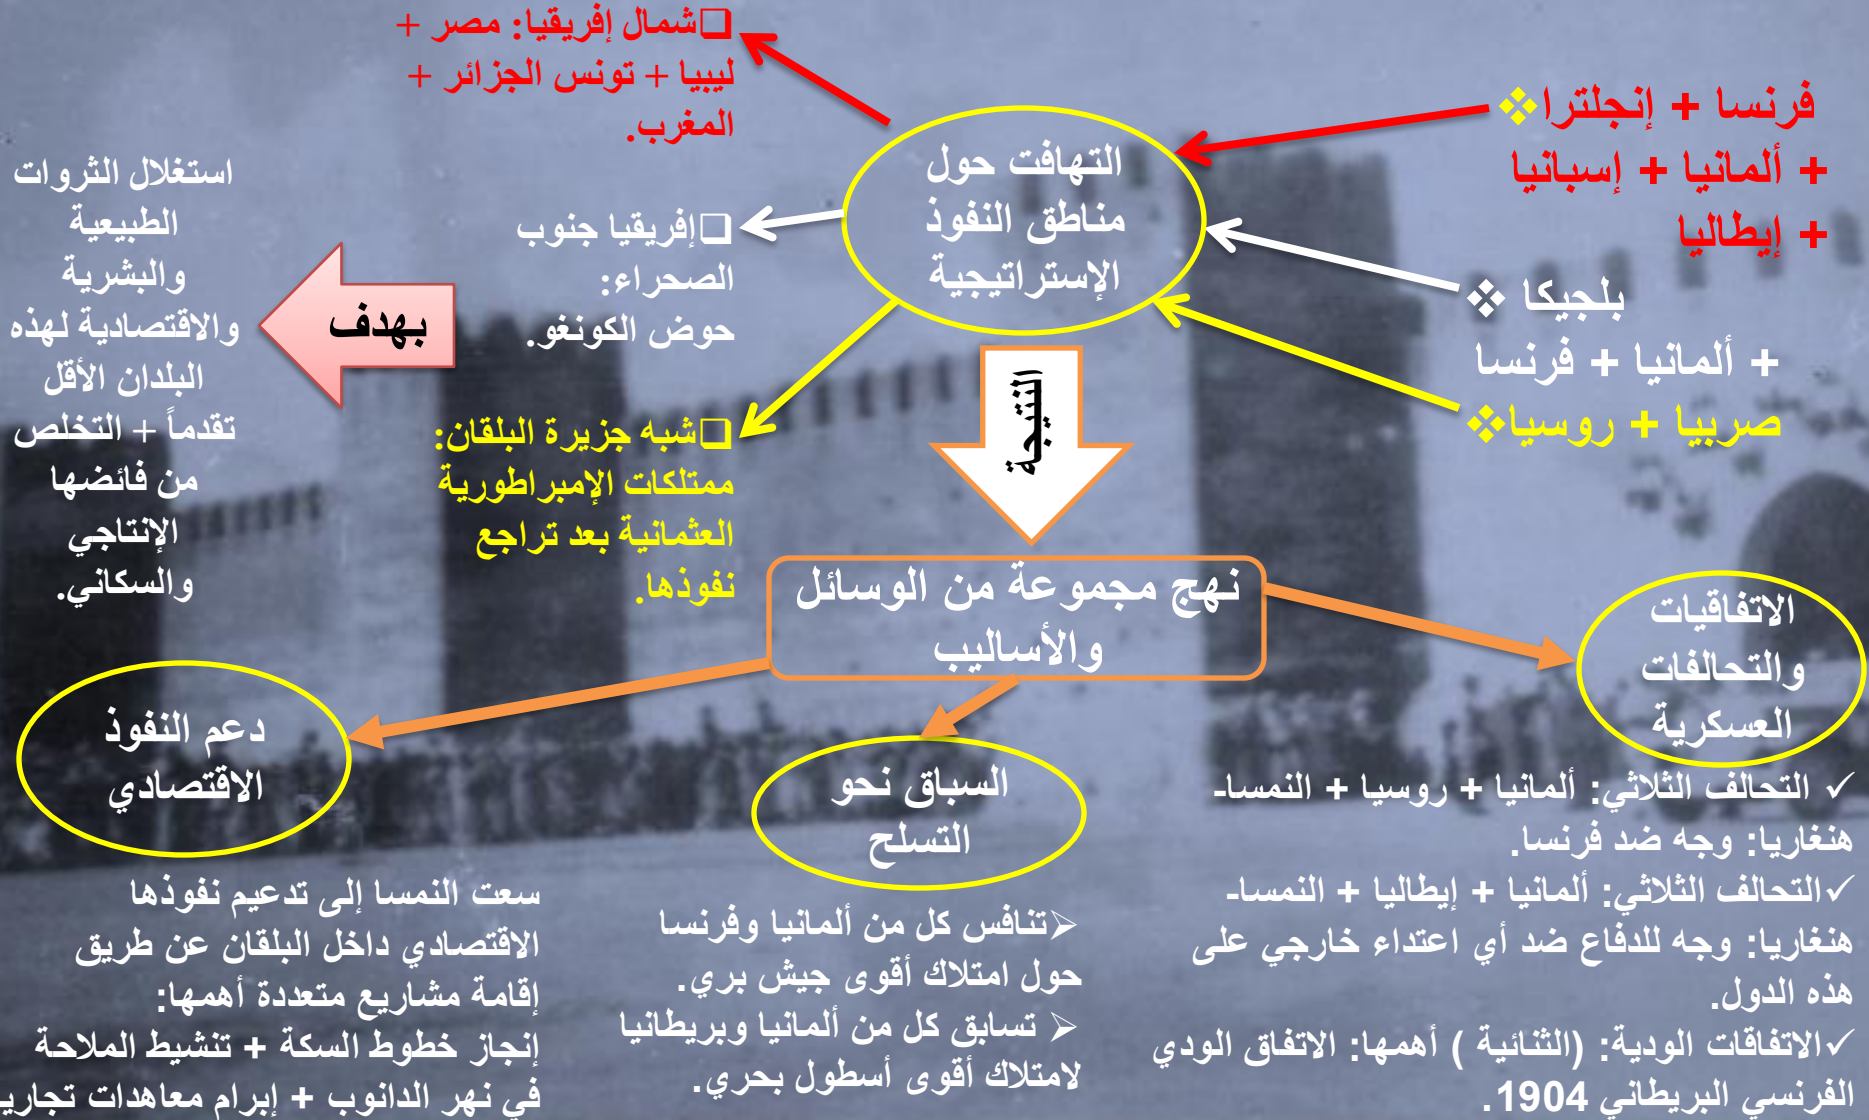 ❖فرنسا + إنجلترا
+ ألمانيا + إسبانيا
+ إيطاليا
❖ بلجيكا
+ ألمانيا + فرنسا
❖صربيا + روسيا
التهافت حول
مناطق النفوذ
الإستراتيجية
❑شمال إفريقيا: مصر +
ليبيا + تونس الجزائر +
المغرب.
❑إفريقيا جنوب
الصحراء:
حوض الكونغو.
❑شبه جزيرة البلقان:
ممتلكات الإمبراطورية
العثمانية بعد تراجع
نفوذها.
بهدف
استغلال الثروات
الطبيعية
والبشرية
والاقتصادية لهذه
البلدان الأقل
تقدماً + التخلص
من فائضها
الإنتاجي
والسكاني.
النتيجة
نهج مجموعة من الوسائل
والأساليب
الاتفاقيات
والتحالفات
العسكرية
✓ التحالف الثلاثي: ألمانيا + روسيا + النمسا-
هنغاريا: وجه ضد فرنسا.
✓التحالف الثلاثي: ألمانيا + إيطاليا + النمسا-
هنغاريا: وجه للدفاع ضد أي اعتداء خارجي على
هذه الدول.
✓الاتفاقات الودية: (الثنائية ) أهمها: الاتفاق الودي
الفرنسي البريطاني 1904.
السباق نحو
التسلح
➢تنافس كل من ألمانيا وفرنسا
حول امتلاك أقوى جيش بري.
➢ تسابق كل من ألمانيا وبريطانيا
لامتلاك أقوى أسطول بحري.
دعم النفوذ
الاقتصادي
سعت النمسا إلى تدعيم نفوذها
الاقتصادي داخل البلقان عن طريق
إقامة مشاريع متعددة أهمها:
إنجاز خطوط السكة + تنشيط الملاحة
في نهر الدانوب + إبرام معاهدات تجاري